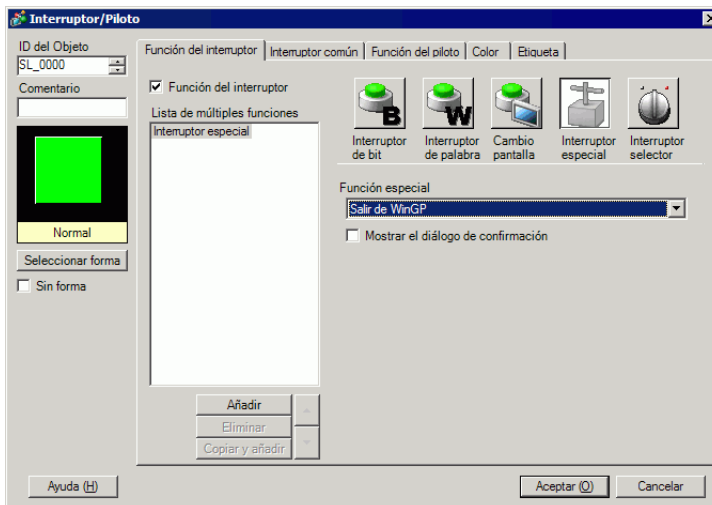 Interruptor/Piloto
ID del Objeto
SL_0000
Comentario
Normal
Seleccionar forma
Sin forma
Función del interruptor
Interruptor común
Función del piloto
Color
Etiqueta
Función del interruptor
Lista de múltiples funciones
Interruptor especial
Añadir
Eliminar
Copiar y añadir
B
Interruptor
de bit
W
Interruptor
de palabra
Cambio
pantalla
Interruptor
especial
Interruptor
selector
Función especial
Salir de WinGP
Mostrar el diálogo de confirmación
Ayuda (H)
Aceptar (O)
Cancelar